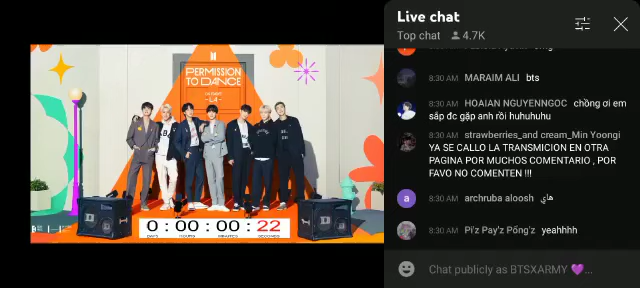 Live chat
Top chat 4.7K
PERMISSION
TO DANCE
8:30 AM MARAIM ALI bts
8:30 AM HOAIAN NGUYENNGOC chồng ơi em
sắp đc gặp anh rồi huhuhuhu
8:30 AM strawberries_and cream_Min Yoongi
YA SE CALLO LA TRANSMICION EN OTRA
PAGINA POR MUCHOS COMENTARIO , POR
FAVO NO COMENTEN !!!
a 8:30 AM archruba aloosh هاي
8:30 AM Pi'z Pay'z Pổng'z yeahhhh
0 : 00 : 00 : 22
DAYS HOURS MINUTES SECONDS
Chat publicly as BTSXARMY 💜...